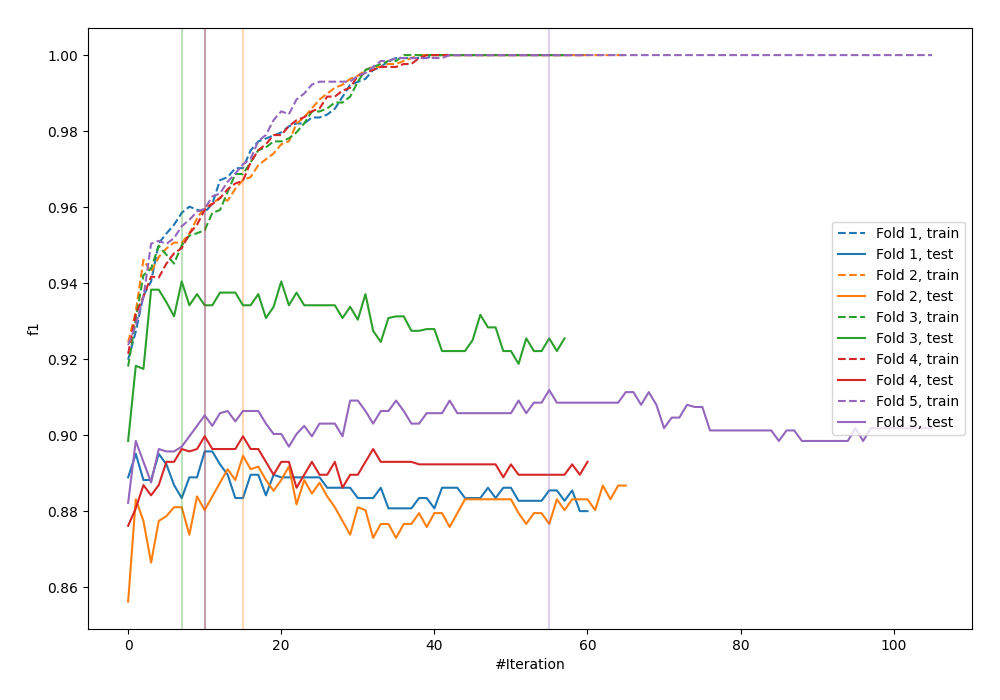 1.00
0.98
0.96
0.94
0.92
0.90
0.88
0.86
f1
0
20
40
60
80
100
#Iteration
Fold 1, train
Fold 1, test
Fold 2, train
Fold 2, test
Fold 3, train
Fold 3, test
Fold 4, train
Fold 4, test
Fold 5, train
Fold 5, test